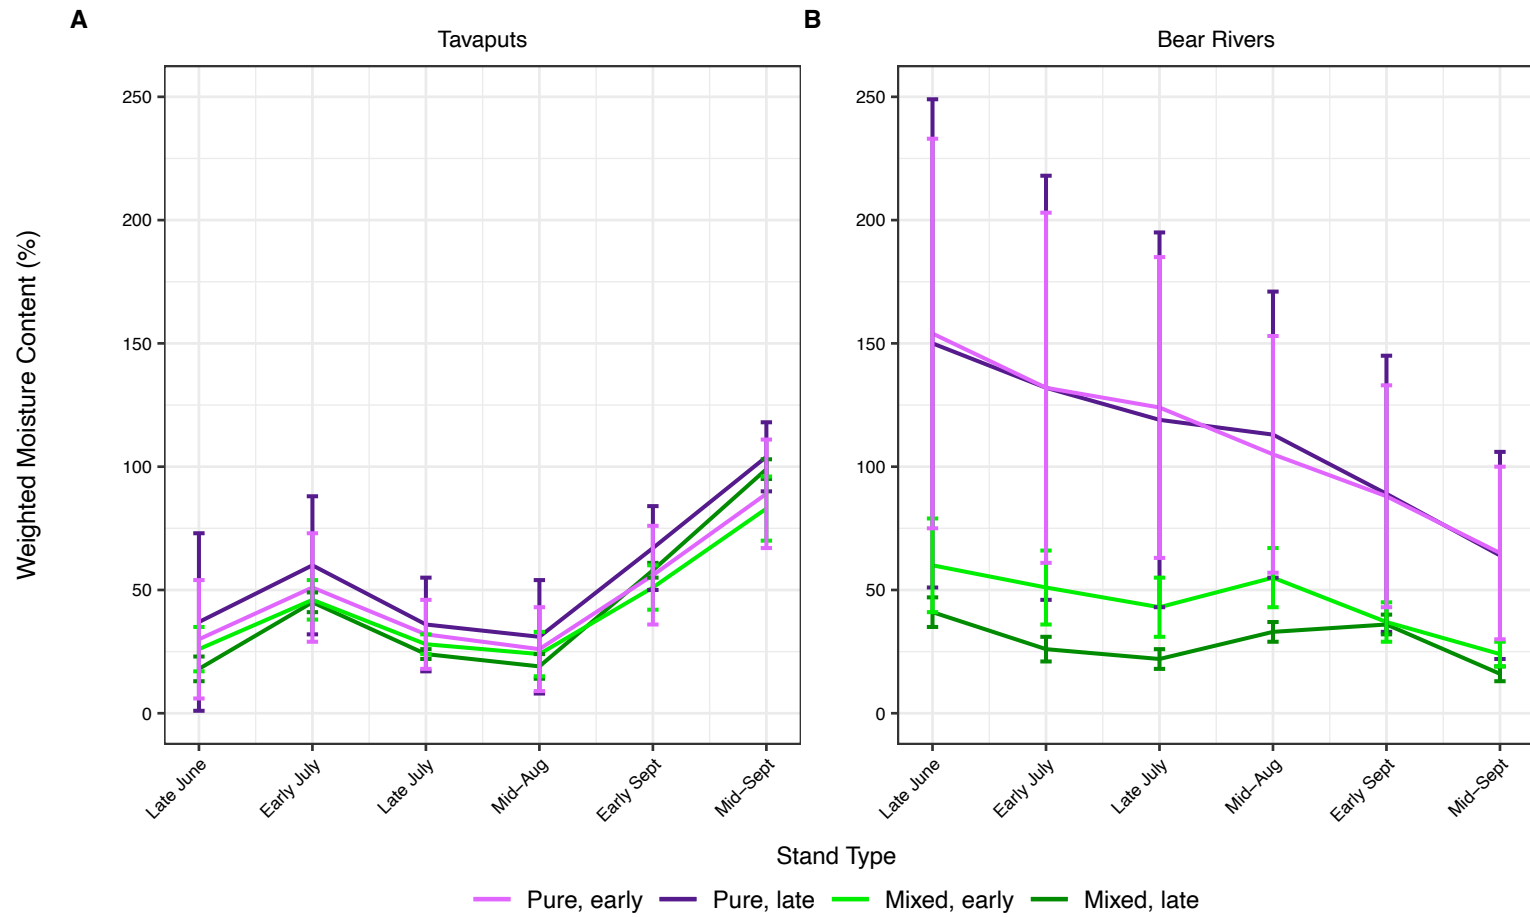 A
B
Tavaputs
Bear Rivers
Weighted Moisture Content (%)
250
200
150
100
50
0
250
200
150
100
50
0
Late June
Early July
Late July
Mid–Aug
Early Sept
Mid–Sept
Late June
Early July
Late July
Mid–Aug
Early Sept
Mid–Sept
Stand Type
Pure, early Pure, late Mixed, early Mixed, late